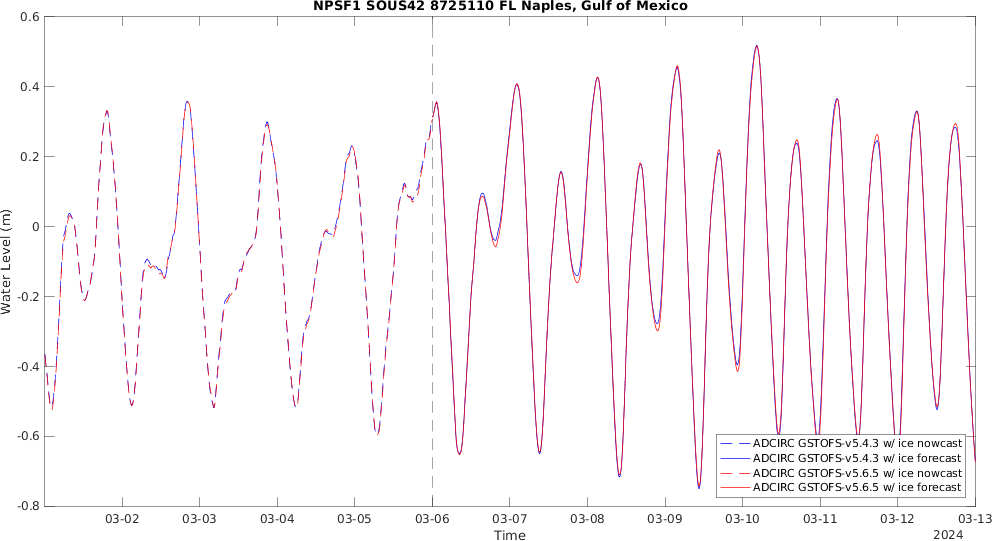 NPSF1 SOUS42 8725110 FL Naples, Gulf of Mexico
Water Level (m)
0.6
0.4
0.2
0
-0.2
-0.4
-0.6
-0.8
ADCIRC GSTOFS-v5.4.3 w/ ice nowcast
ADCIRC GSTOFS-v5.4.3 w/ ice forecast
ADCIRC GSTOFS-v5.6.5 w/ ice nowcast
ADCIRC GSTOFS-v5.6.5 w/ ice forecast
03-02 03-03 03-04 03-05 03-06 03-07 03-08 03-09 03-10 03-11 03-12 03-13
Time
2024